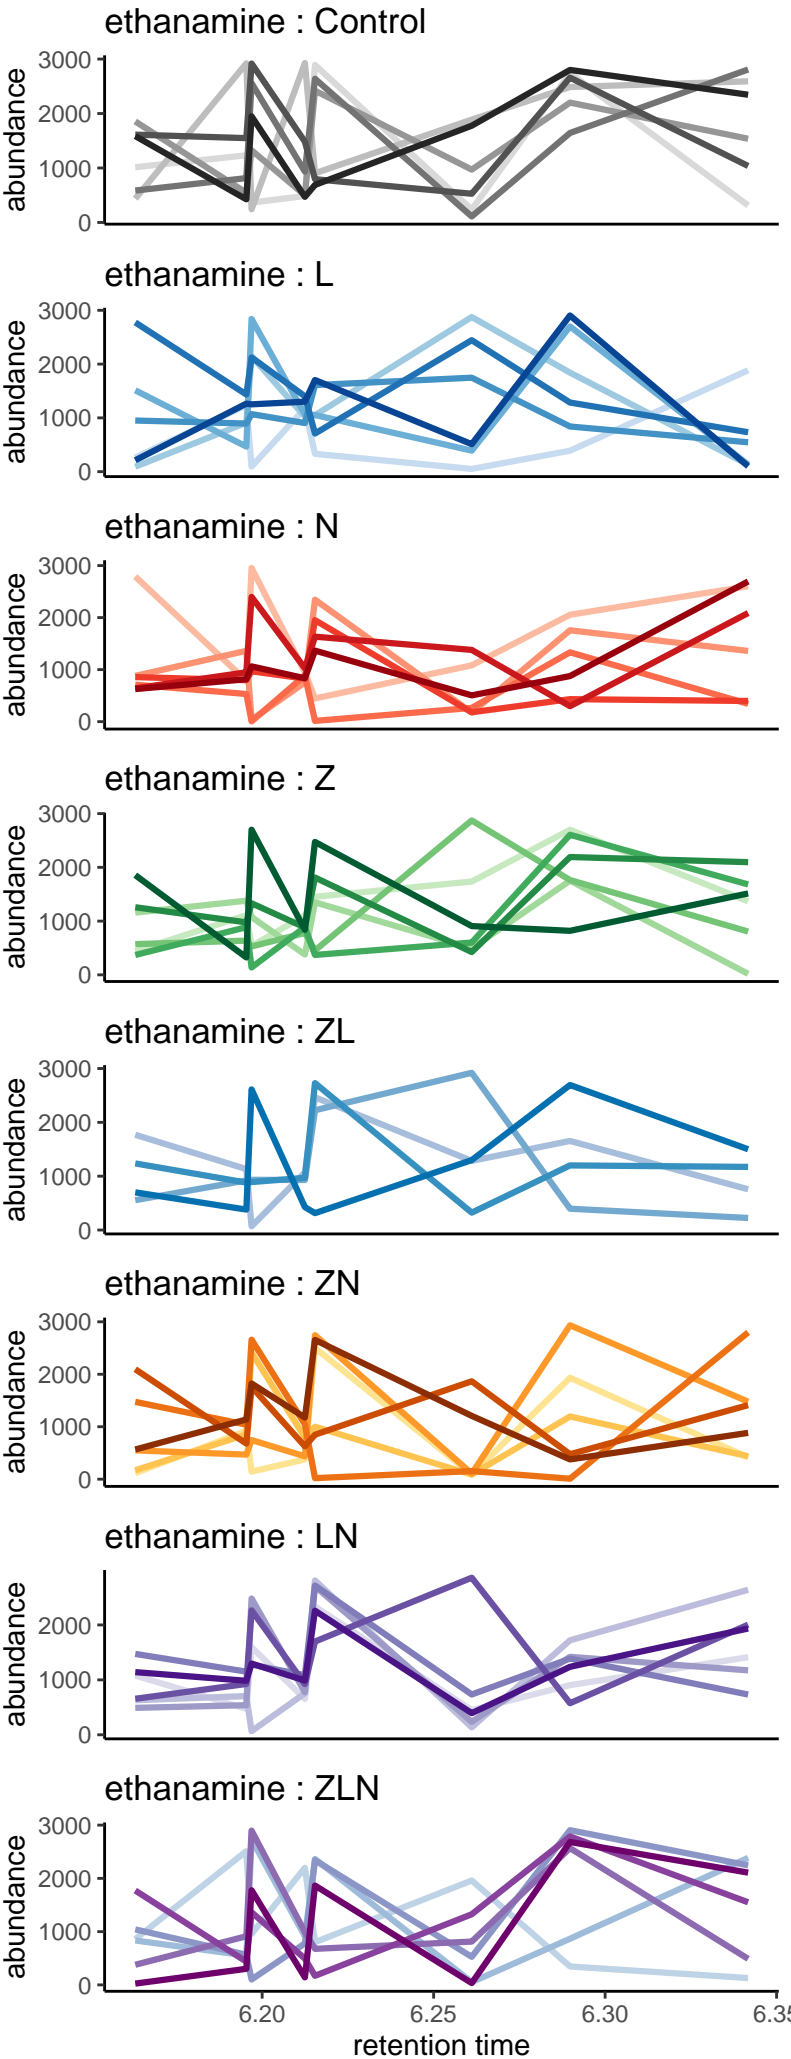 ethanamine : Control
abundance
3000
2000
1000
0
ethanamine : L
abundance
3000
2000
1000
0
ethanamine : N
abundance
3000
2000
1000
0
ethanamine : Z
abundance
3000
2000
1000
0
ethanamine : ZL
abundance
3000
2000
1000
0
ethanamine : ZN
abundance
3000
2000
1000
0
ethanamine : LN
abundance
2000
1000
0
ethanamine : ZLN
abundance
3000
2000
1000
0
6.20 6.25 6.30 6.35
retention time